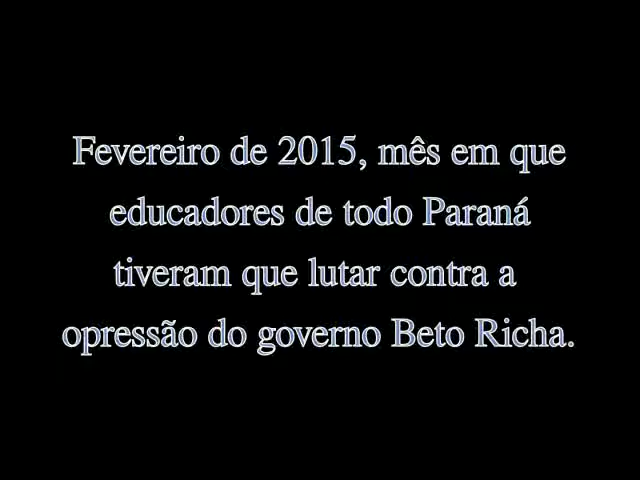 Fevereiro de 2015, mês em que
educadores de todo Paraná
tiveram que lutar contra a
opressão do governo Beto Richa.